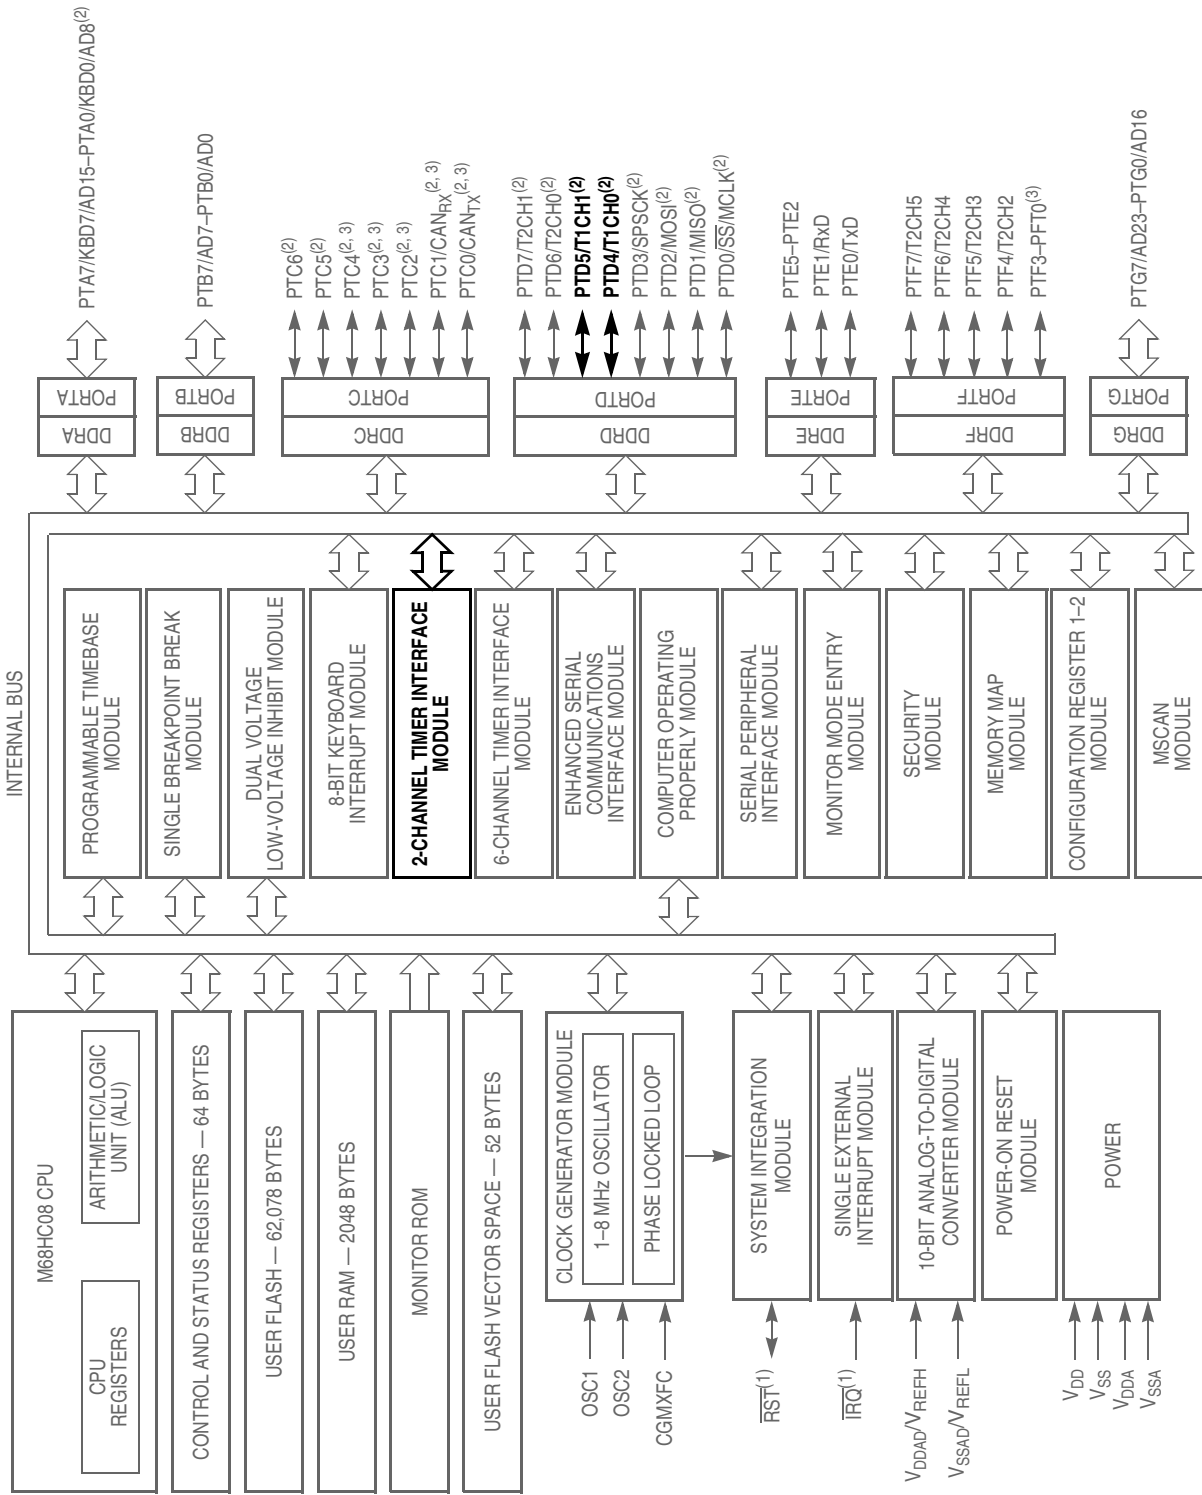 INTERNAL BUS
M68HC08 CPU
CPU
REGISTERS
ARITHMETIC/LOGIC
UNIT (ALU)
CONTROL AND STATUS REGISTERS — 64 BYTES
USER FLASH — 62,078 BYTES
USER RAM — 2048 BYTES
MONITOR ROM
USER FLASH VECTOR SPACE — 52 BYTES
CLOCK GENERATOR MODULE
1–8 MHz OSCILLATOR
PHASE LOCKED LOOP
OSC1
OSC2
CGMXFC
SYSTEM INTEGRATION
MODULE
RST(1)
SINGLE EXTERNAL
INTERRUPT MODULE
IRQ(1)
10-BIT ANALOG-TO-DIGITAL
CONVERTER MODULE
VDDAD/VREFH
VSSAD/VREFL
POWER-ON RESET
MODULE
POWER
VDD
VSS
VDDA
VSSA
PROGRAMMABLE TIMEBASE
MODULE
SINGLE BREAKPOINT BREAK
MODULE
DUAL VOLTAGE
LOW-VOLTAGE INHIBIT MODULE
8-BIT KEYBOARD
INTERRUPT MODULE
2-CHANNEL TIMER INTERFACE
MODULE
6-CHANNEL TIMER INTERFACE
MODULE
ENHANCED SERIAL
COMMUNICATIONS
INTERFACE MODULE
COMPUTER OPERATING
PROPERLY MODULE
SERIAL PERIPHERAL
INTERFACE MODULE
MONITOR MODE ENTRY
MODULE
SECURITY
MODULE
MEMORY MAP
MODULE
CONFIGURATION REGISTER 1–2
MODULE
MSCAN
MODULE
DDRA
PORTA
PTA7/KBD7/AD15–PTA0/KBD0/AD8(2)
DDRB
PORTB
PTB7/AD7–PTB0/AD0
DDRC
PORTC
PTC6(2)
PTC5(2)
PTC4(2, 3)
PTC3(2, 3)
PTC2(2, 3)
PTC1/CANRX(2, 3)
PTC0/CANTX(2, 3)
DDRD
PORTD
PTD7/T2CH1(2)
PTD6/T2CH0(2)
PTD5/T1CH1(2)
PTD4/T1CH0(2)
PTD3/SPSCK(2)
PTD2/MOSI(2)
PTD1/MISO(2)
PTD0/SS/MCLK(2)
DDRE
PORTE
PTE5–PTE2
PTE1/RxD
PTE0/TxD
DDRF
PORTF
PTF7/T2CH5
PTF6/T2CH4
PTF5/T2CH3
PTF4/T2CH2
PTF3–PFT0(3)
DDRG
PORTG
PTG7/AD23–PTG0/AD16